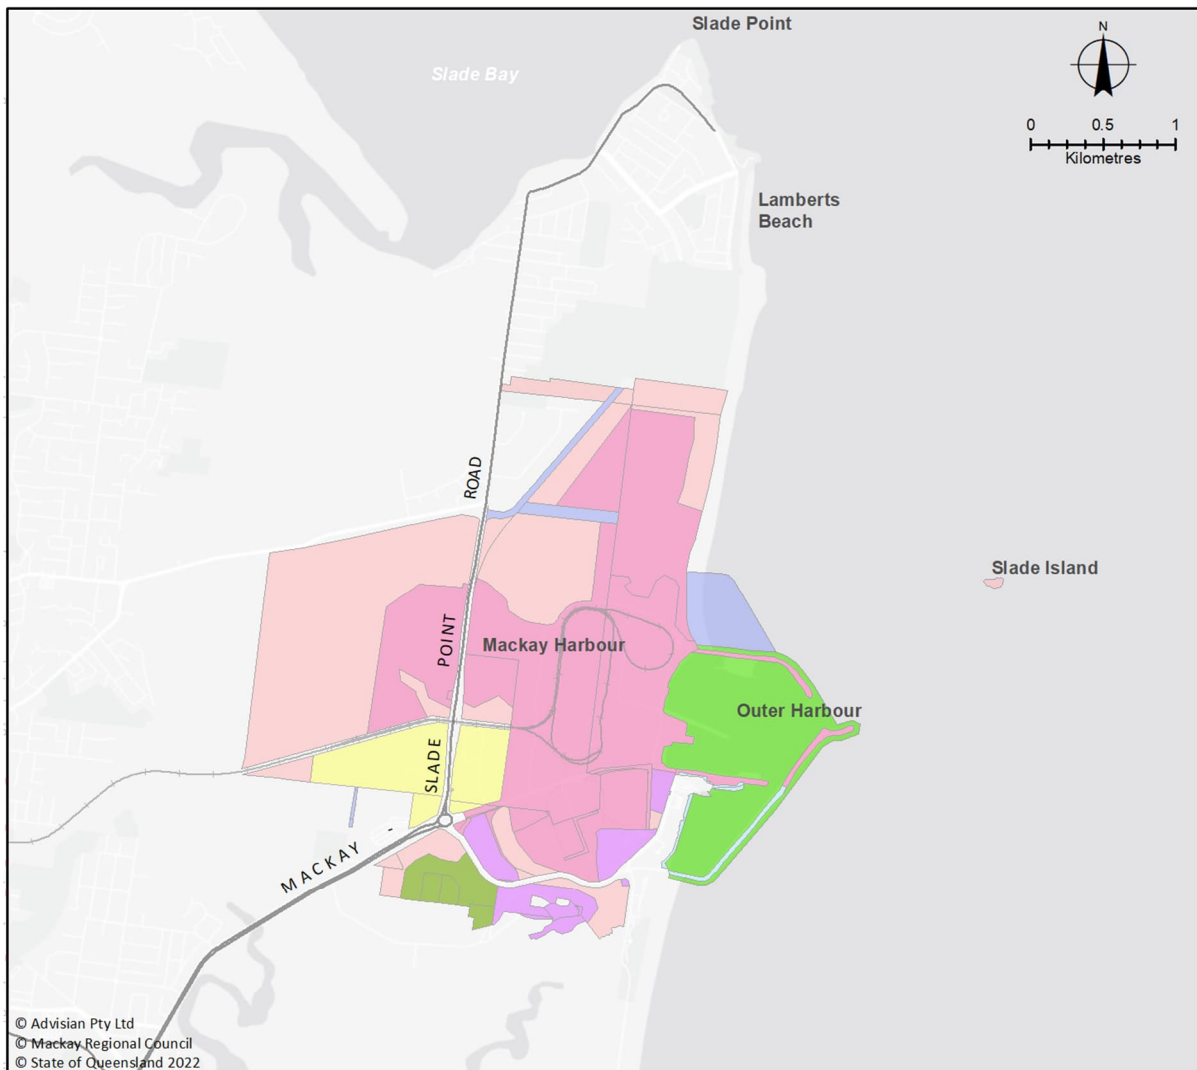 Slade Point
Slade Bay
N
0 0.5 1
Kilometres
Lamberts
Beach
ROAD
Slade Island
POINT
Mackay Harbour
Outer Harbour
SLADE
MACKAY
© Advisian Pty Ltd
© Mackay Regional Council
© State of Queensland 2022